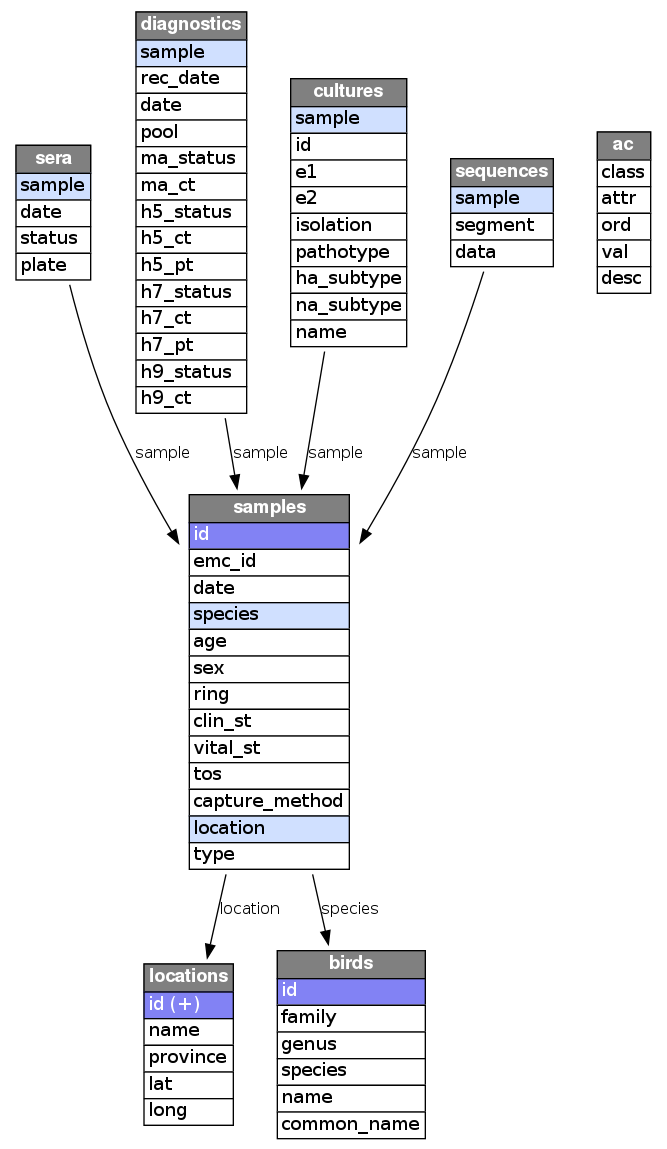 diagnostics
sample
rec_date
date
pool
ma_status
ma_ct
h5_status
h5_ct
h5_pt
h7_status
h7_ct
h7_pt
h9_status
h9_ct
cultures
sample
id
e1
e2
isolation
pathotype
ha_subtype
na_subtype
name
sera
sample
date
status
plate
sequences
sample
segment
data
ac
class
attr
ord
val
desc
sample
sample
sample
sample
samples
id
emc_id
date
species
age
sex
ring
clin_st
vital_st
tos
capture_method
location
type
location
species
locations
id (+)
name
province
lat
long
birds
id
family
genus
species
name
common_name